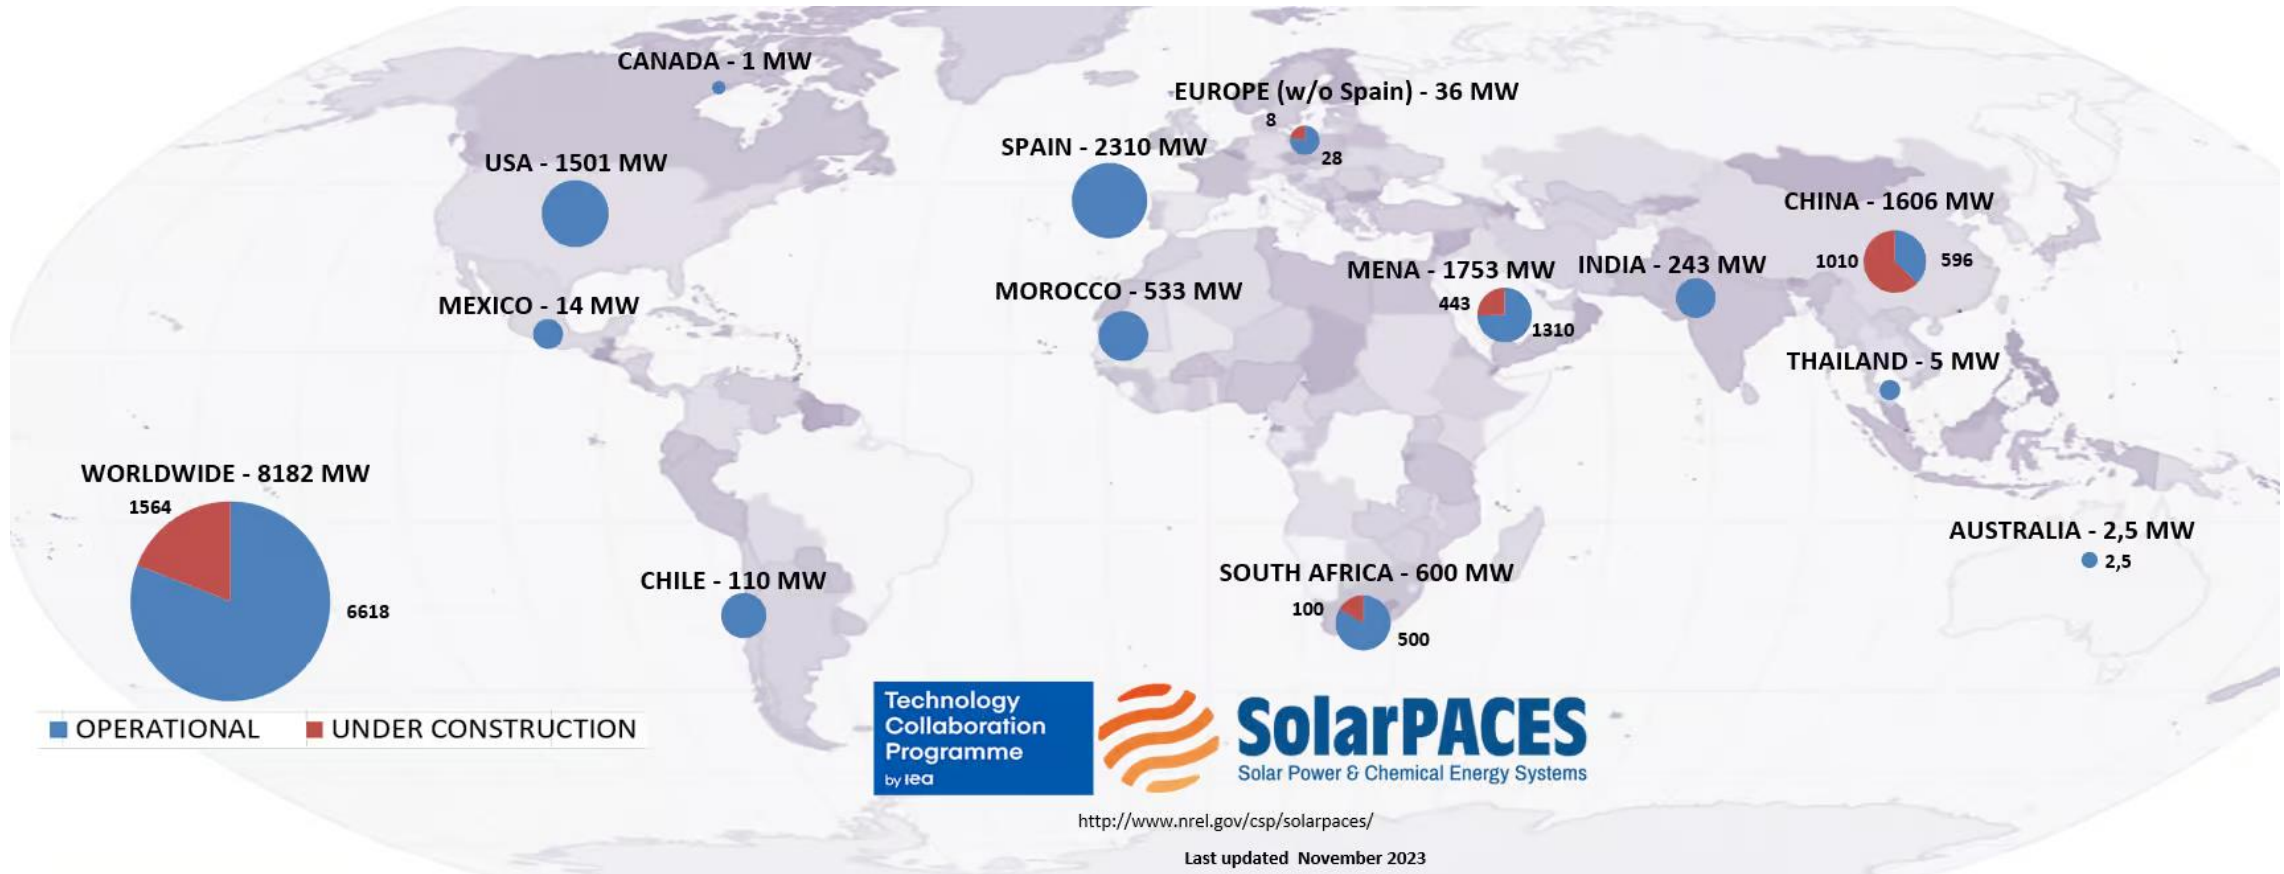 CANADA - 1 MW
EUROPE (w/o Spain) - 36 MW
8
28
SPAIN - 2310 MW
USA - 1501 MW
CHINA - 1606 MW
1010
596
MENA - 1753 MW
443
1310
INDIA - 243 MW
MOROCCO - 533 MW
MEXICO - 14 MW
THAILAND - 5 MW
WORLDWIDE - 8182 MW
1564
6618
AUSTRALIA - 2,5 MW
2,5
CHILE - 110 MW
SOUTH AFRICA - 600 MW
100
500
OPERATIONAL
UNDER CONSTRUCTION
Technology
Collaboration
Programme
by iea
SolarPACES
Solar Power & Chemical Energy Systems
http://www.nrel.gov/csp/solarpaces/
Last updated November 2023